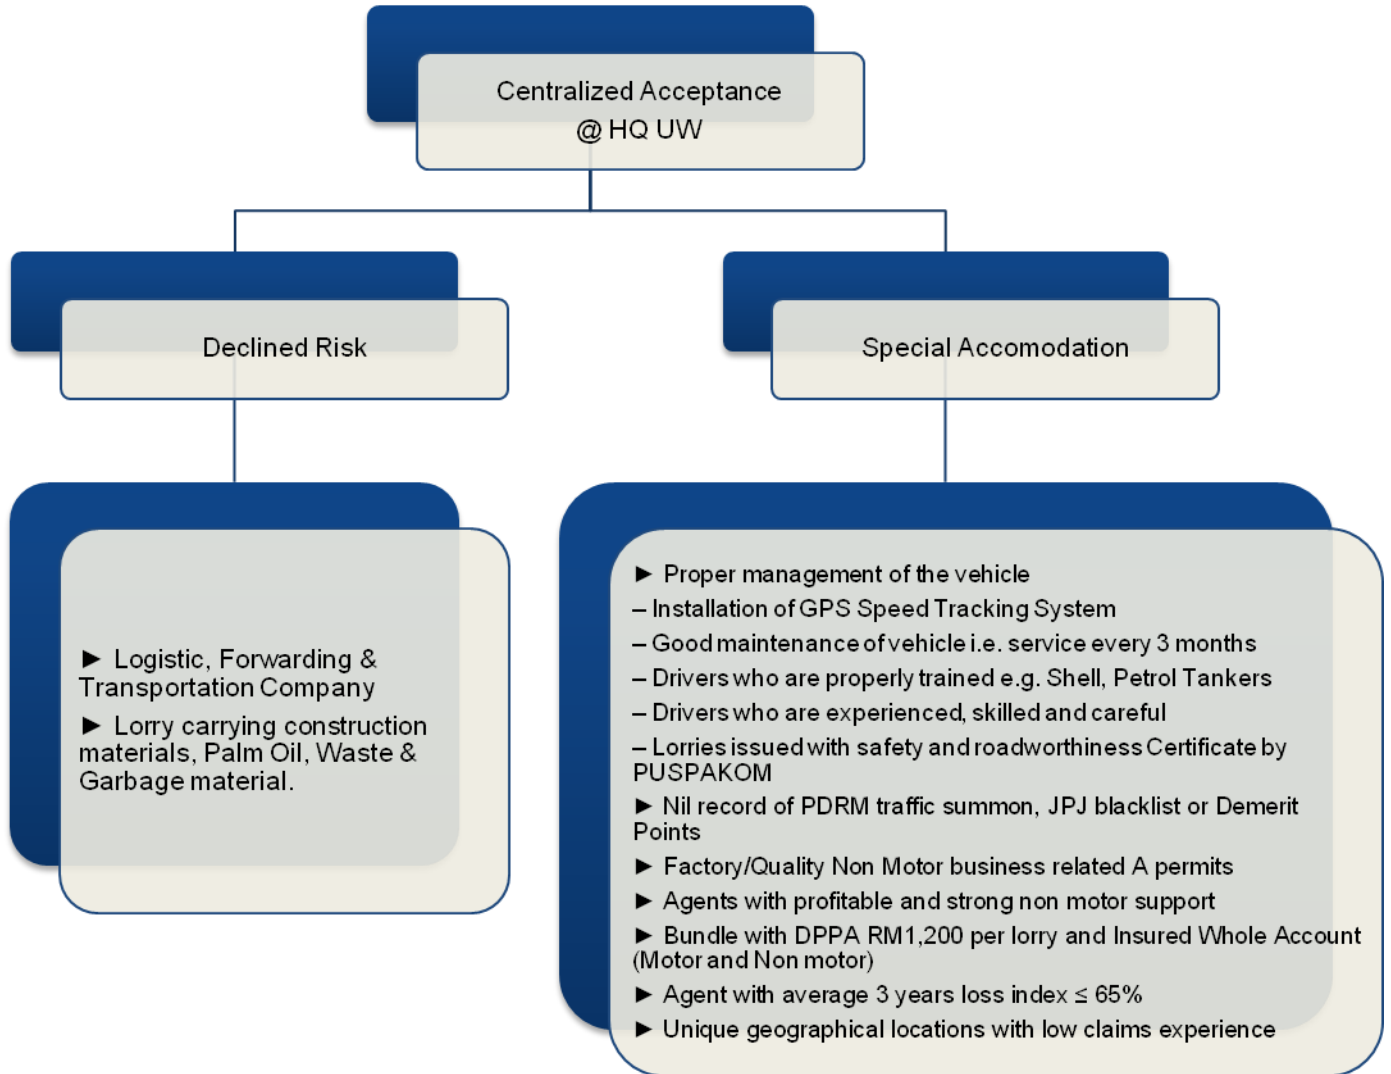 Centralized Acceptance
@ HQ UW
Declined Risk
Special Accomodation
► Logistic, Forwarding &
Transportation Company
► Lorry carrying construction
materials, Palm Oil, Waste &
Garbage material.
► Proper management of the vehicle
– Installation of GPS Speed Tracking System
– Good maintenance of vehicle i.e. service every 3 months
– Drivers who are properly trained e.g. Shell, Petrol Tankers
– Drivers who are experienced, skilled and careful
– Lorries issued with safety and roadworthiness Certificate by
PUSPAKOM
► Nil record of PDRM traffic summon, JPJ blacklist or Demerit
Points
► Factory/Quality Non Motor business related A permits
► Agents with profitable and strong non motor support
► Bundle with DPPA RM1,200 per lorry and Insured Whole Account
(Motor and Non motor)
► Agent with average 3 years loss index ≤ 65%
► Unique geographical locations with low claims experience